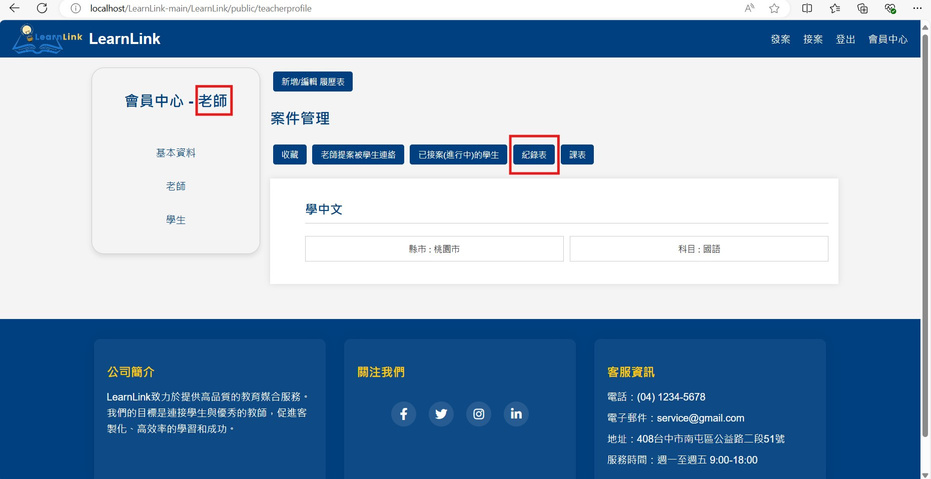 localhost/LearnLink-main/LearnLink/public/teacherprofile
LearnLink LearnLink
發案 接案 登出 會員中心
會員中心 - 老師
基本資料
老師
學生
新增/編輯 履歷表
案件管理
收藏 老師提案被學生連絡 已接案(進行中)的學生 紀錄表 課表
學中文
縣市 : 桃園市 科目 : 國語
公司簡介
LearnLink致力於提供高品質的教育媒合服務。
我們的目標是連接學生與優秀的教師，促進客
製化、高效率的學習和成功。
關注我們
客服資訊
電話：(04) 1234-5678
電子郵件：service@gmail.com
地址：408台中市南屯區公益路二段51號
服務時間：週一至週五 9:00-18:00